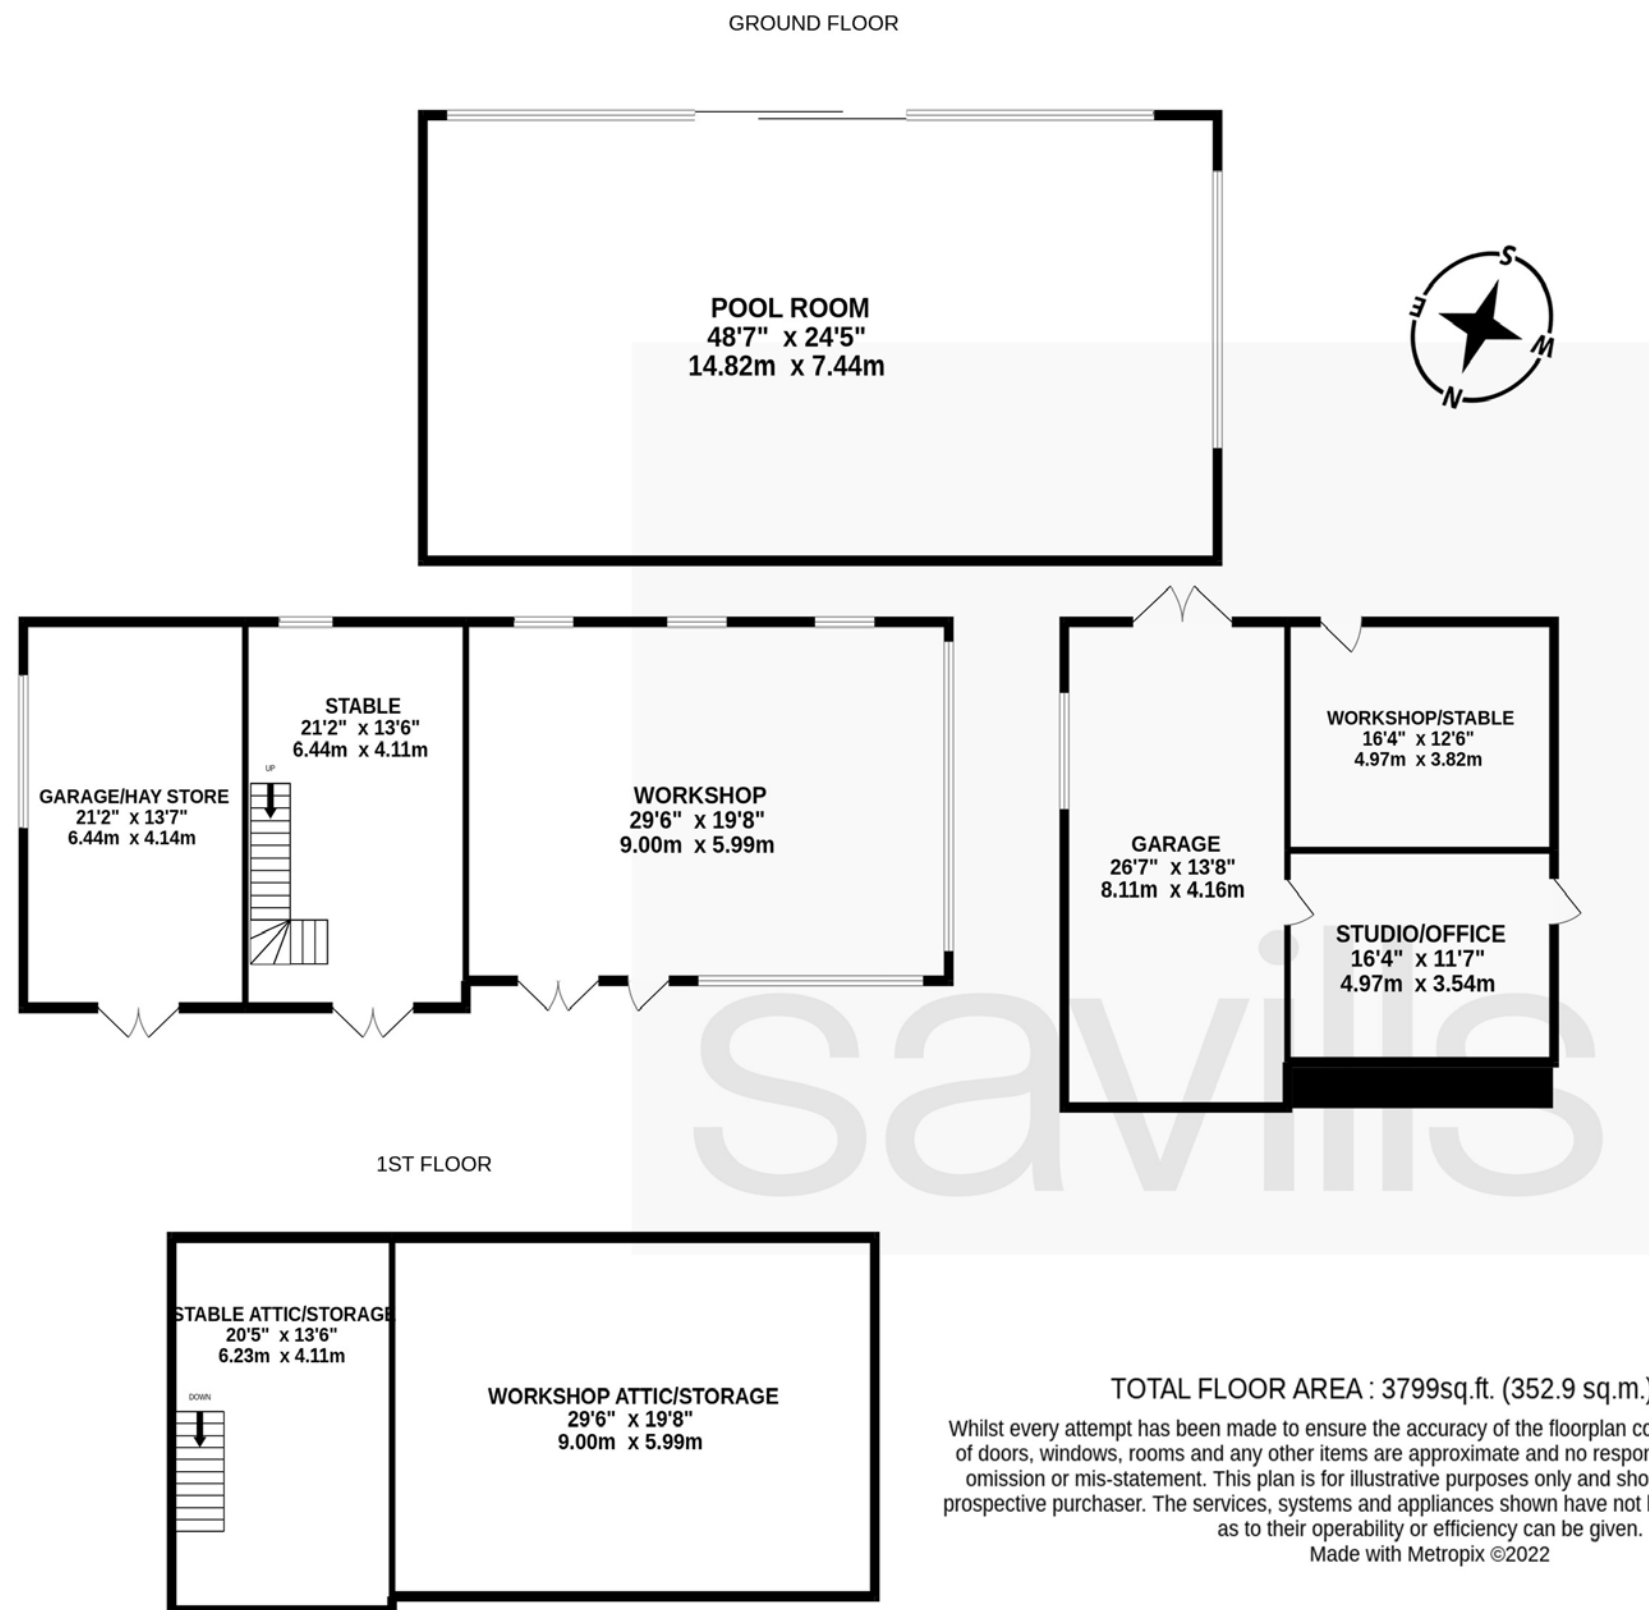 GROUND FLOOR
POOL ROOM
48'7" x 24'5"
14.82m x 7.44m
S
E
W
N
STABLE
21'2" x 13'6"
6.44m x 4.11m
UP
GARAGE/HAY STORE
21'2" x 13'7"
6.44m x 4.14m
WORKSHOP
29'6" x 19'8"
9.00m x 5.99m
WORKSHOP/STABLE
16'4" x 12'6"
4.97m x 3.82m
GARAGE
26'7" x 13'8"
8.11m x 4.16m
STUDIO/OFFICE
16'4" x 11'7"
4.97m x 3.54m
savills
1ST FLOOR
STABLE ATTIC/STORAGE
20'5" x 13'6"
6.23m x 4.11m
DOWN
WORKSHOP ATTIC/STORAGE
29'6" x 19'8"
9.00m x 5.99m
TOTAL FLOOR AREA : 3799sq.ft. (352.9 sq.m.)
Whilst every attempt has been made to ensure the accuracy of the floorplan co
of doors, windows, rooms and any other items are approximate and no respon
omission or mis-statement. This plan is for illustrative purposes only and sho
prospective purchaser. The services, systems and appliances shown have not
as to their operability or efficiency can be given.
Made with Metropix ©2022